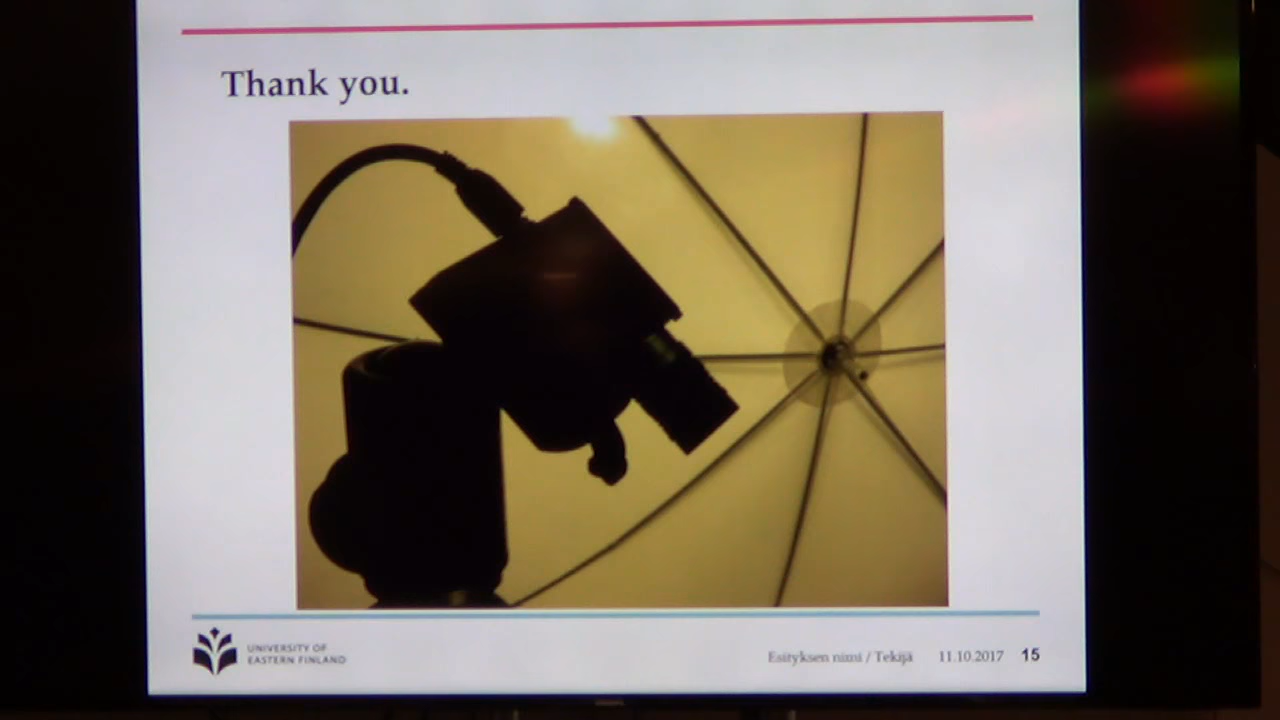 Thank you.
UNIVERSITY OF
EASTERN FINLAND
Esityksen nimi / Tekijä 11.10.2017 15